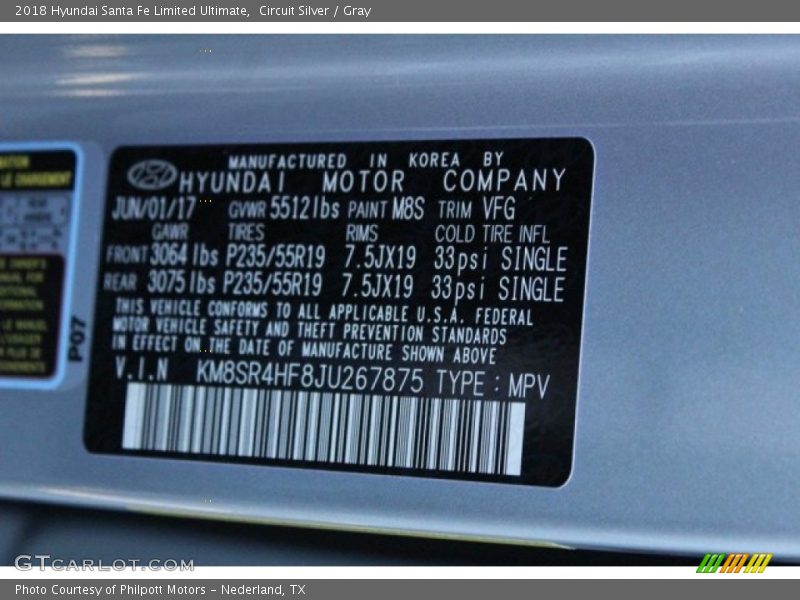 2018 Hyundai Santa Fe Limited Ultimate,  Circuit Silver / Gray
MANUFACTURED IN KOREA BY
HYUNDAI MOTOR COMPANY
JUN/01/17 GVWR 5512lbs PAINT M8S TRIM VFG
GAWR TIRES RIMS COLD TIRE INFL
FRONT 3064 lbs P235/55R19 7.5JX19 33psi SINGLE
REAR 3075 lbs P235/55R19 7.5JX19 33psi SINGLE
THIS VEHICLE CONFORMS TO ALL APPLICABLE U.S.A. FEDERAL
MOTOR VEHICLE SAFETY AND THEFT PREVENTION STANDARDS
IN EFFECT ON THE DATE OF MANUFACTURE SHOWN ABOVE
V.I.N KM8SR4HF8JU267875 TYPE : MPV
P07
GTCARLOT.COM
Photo Courtesy of Philpott Motors - Nederland, TX